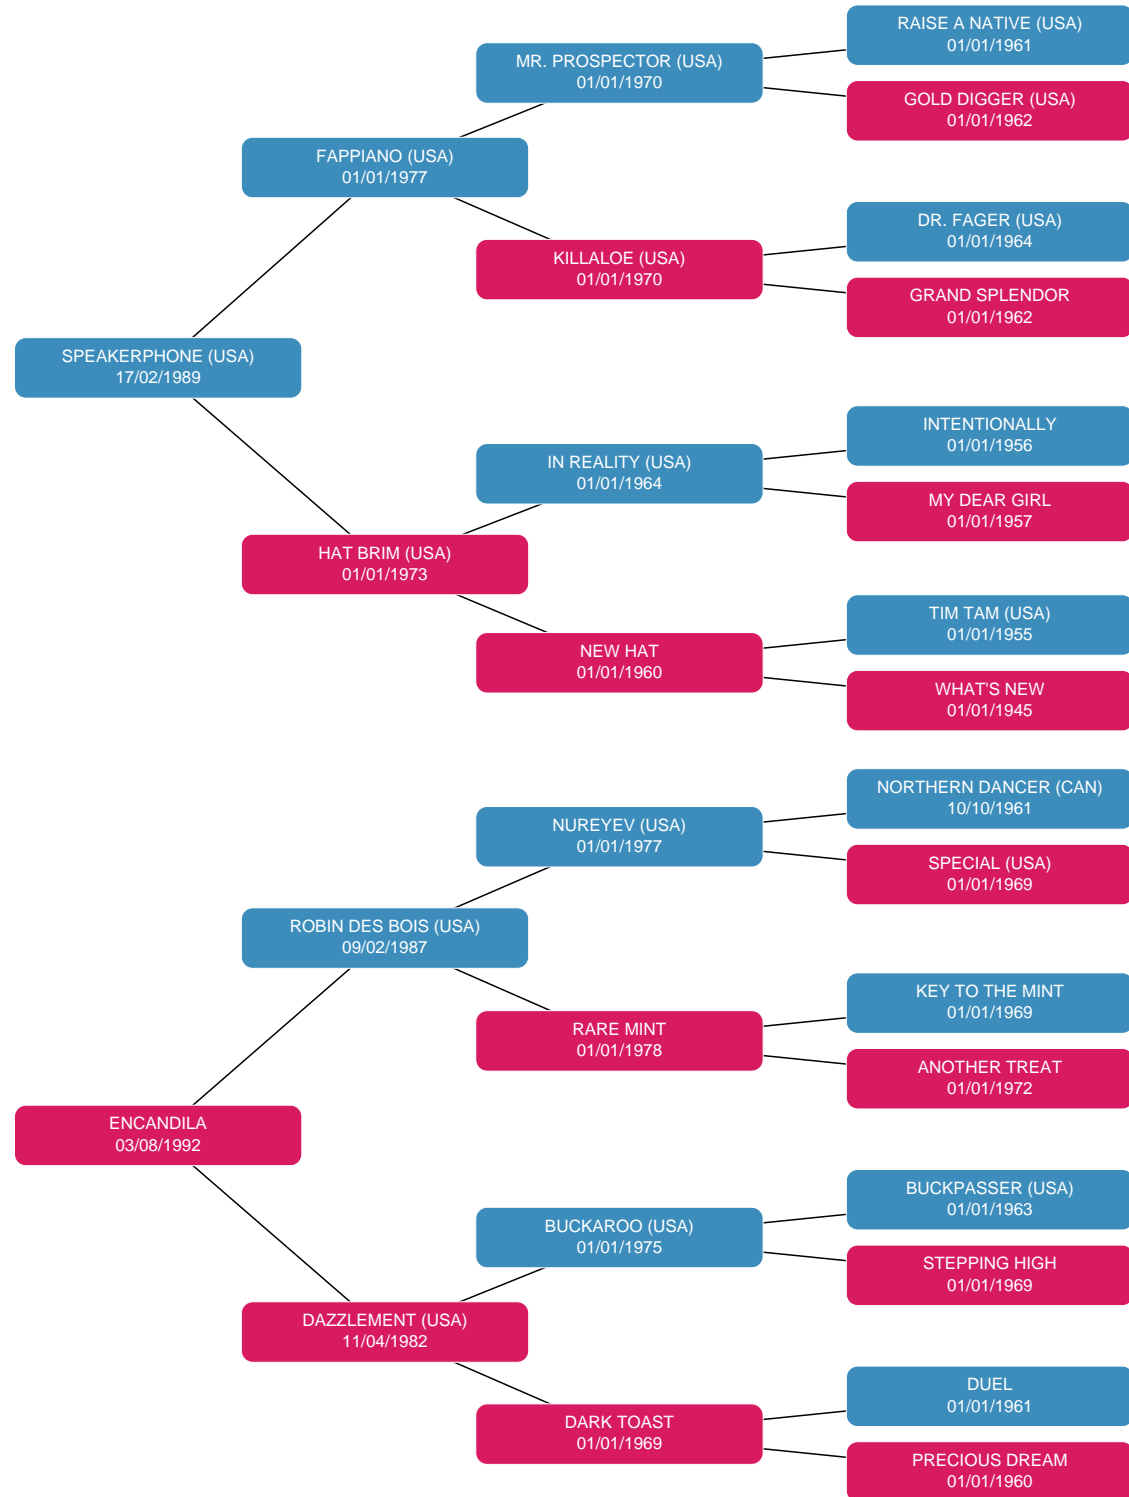 RAISE A NATIVE (USA)
01/01/1961
MR. PROSPECTOR (USA)
01/01/1970
GOLD DIGGER (USA)
01/01/1962
FAPPIANO (USA)
01/01/1977
DR. FAGER (USA)
01/01/1964
KILLALOE (USA)
01/01/1970
GRAND SPLENDOR
01/01/1962
SPEAKERPHONE (USA)
17/02/1989
INTENTIONALLY
01/01/1956
IN REALITY (USA)
01/01/1964
MY DEAR GIRL
01/01/1957
HAT BRIM (USA)
01/01/1973
TIM TAM (USA)
01/01/1955
NEW HAT
01/01/1960
WHAT'S NEW
01/01/1945
NORTHERN DANCER (CAN)
10/10/1961
NUREYEV (USA)
01/01/1977
SPECIAL (USA)
01/01/1969
ROBIN DES BOIS (USA)
09/02/1987
KEY TO THE MINT
01/01/1969
RARE MINT
01/01/1978
ANOTHER TREAT
01/01/1972
ENCANDILA
03/08/1992
BUCKPASSER (USA)
01/01/1963
BUCKAROO (USA)
01/01/1975
STEPPING HIGH
01/01/1969
DAZZLEMENT (USA)
11/04/1982
DUEL
01/01/1961
DARK TOAST
01/01/1969
PRECIOUS DREAM
01/01/1960